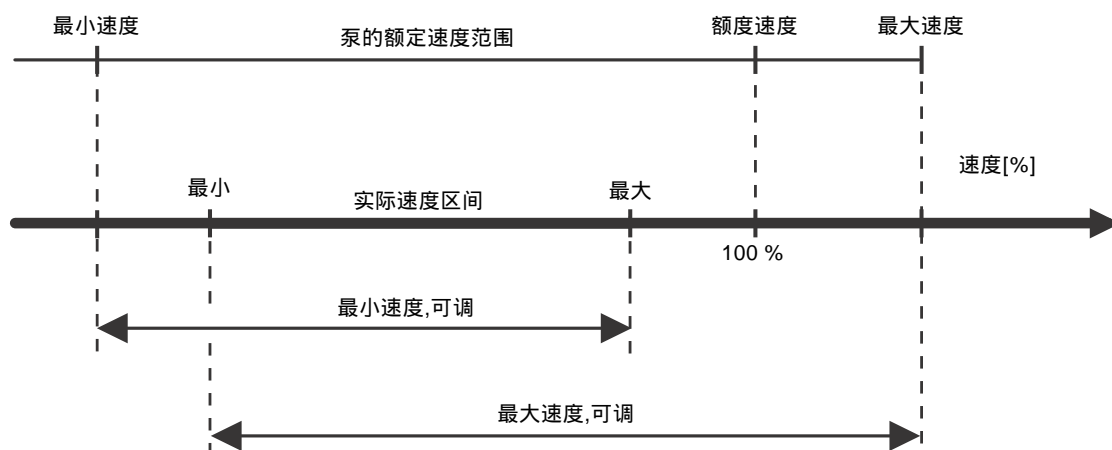 最小速度
泵的额定速度范围
额度速度
最大速度
速度[%]
最小
实际速度区间
最大
100 %
最小速度,可调
最大速度,可调